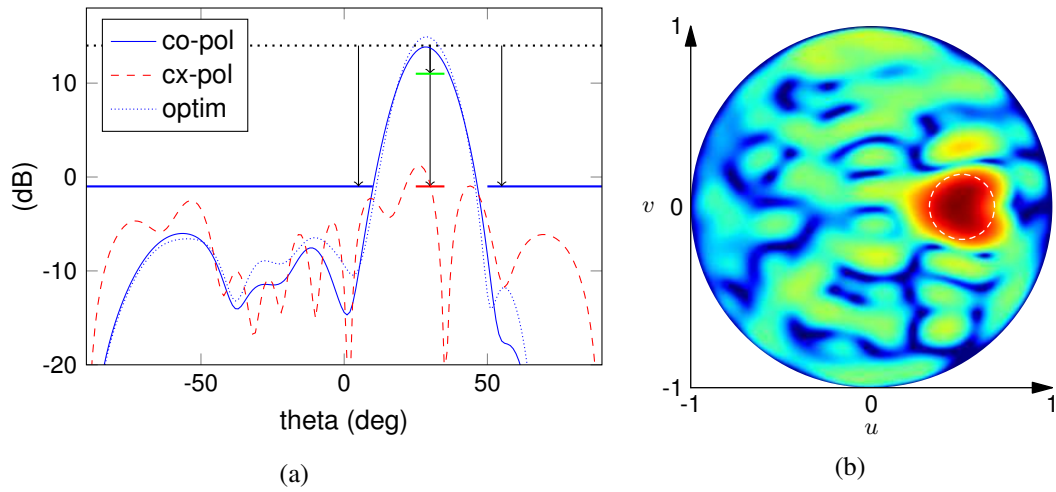 co-pol
cx-pol
optim
10
0
-10
-20
(dB)
-50
0
50
theta (deg)
(a)
1
v
0
-1
-1
0
1
u
(b)